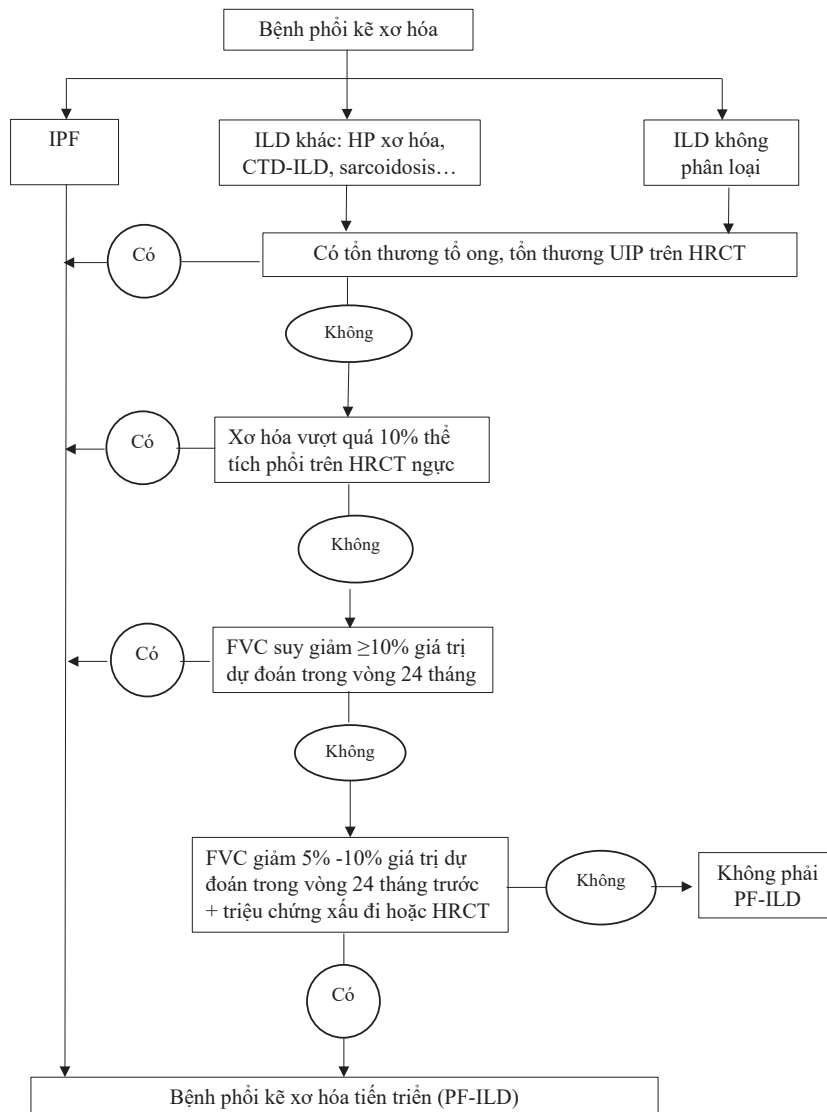 Bệnh phổi kẽ xơ hóa
IPF
ILD khác: HP xơ hóa,
CTD-ILD, sarcoidosis…
ILD không
phân loại
Có
Có tổn thương tổ ong, tổn thương UIP trên HRCT
Không
Có
Xơ hóa vượt quá 10% thể
tích phổi trên HRCT ngực
Không
Có
FVC suy giảm ≥10% giá trị
dự đoán trong vòng 24 tháng
Không
FVC giảm 5% -10% giá trị dự
đoán trong vòng 24 tháng trước
+ triệu chứng xấu đi hoặc HRCT
Không
Không phải
PF-ILD
Có
Bệnh phổi kẽ xơ hóa tiến triển (PF-ILD)